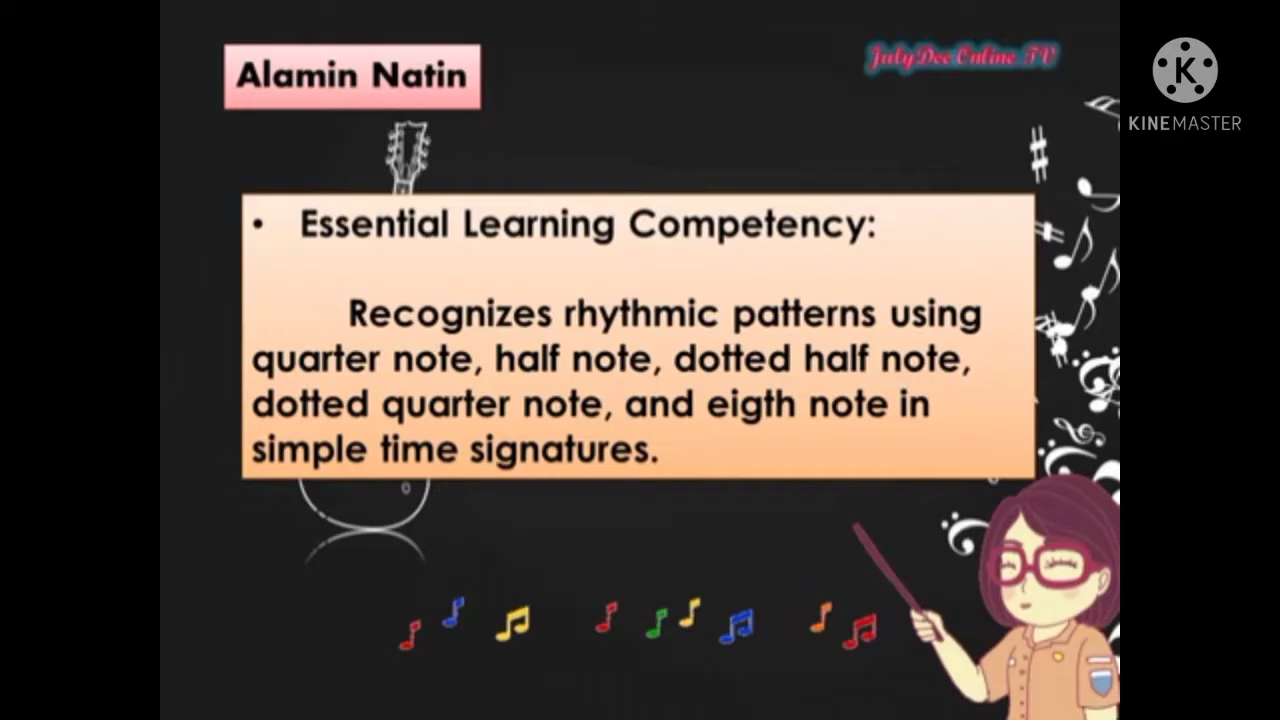 Alamin Natin
JulyDee Online TV
K
KINEMASTER
• Essential Learning Competency:
Recognizes rhythmic patterns using
quarter note, half note, dotted half note,
dotted quarter note, and eigth note in
simple time signatures.